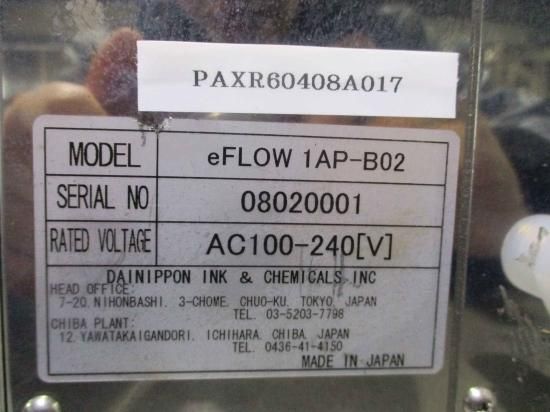 PAXR60408A017
MODEL eFLOW 1AP-B02
SERIAL NO 08020001
RATED VOLTAGE AC100-240[V]
DAINIPPON INK & CHEMICALS,INC
HEAD OFFICE:
7-20, NIHONBASHI, 3-CHOME, CHUO-KU, TOKYO, JAPAN
TEL. 03-5203-7798
CHIBA PLANT:
12, YAWATAKAIGANDORI, ICHIHARA, CHIBA, JAPAN
TEL. 0436-41-4150
MADE IN JAPAN